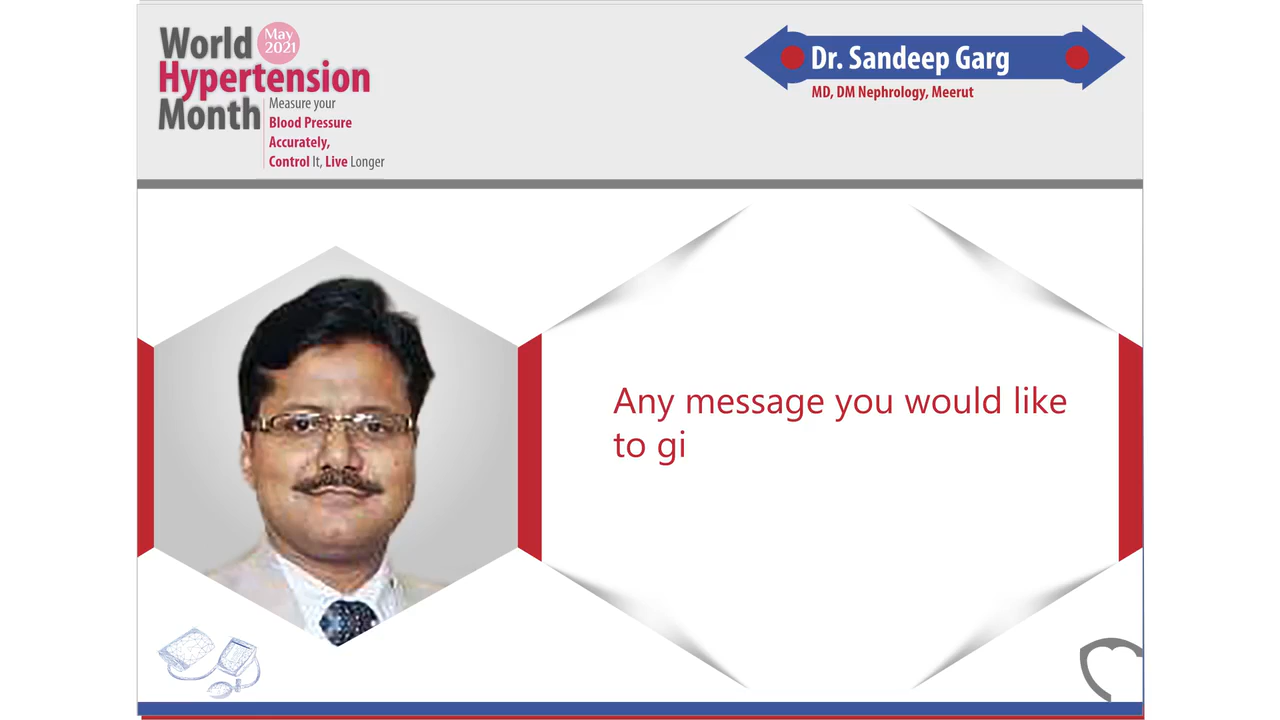 World
May
2021
Hypertension
Month
Measure your
Blood Pressure
Accurately,
Control It, Live Longer
Dr. Sandeep Garg
MD, DM Nephrology, Meerut
Any message you would like
to gi